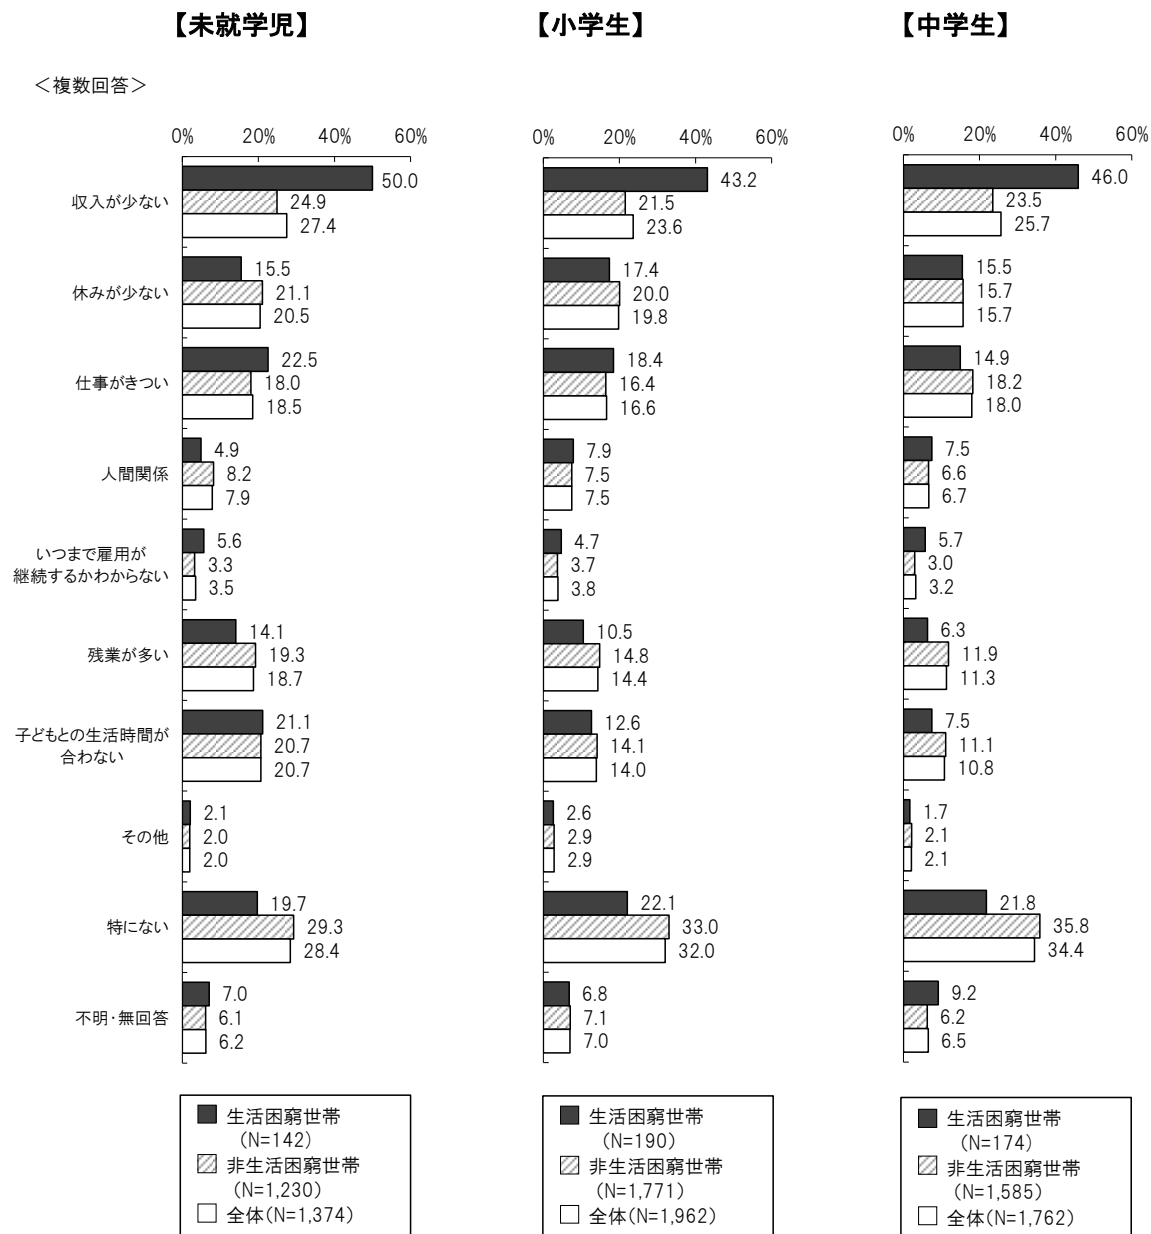 【未就学児】
【小学生】
【中学生】
＜複数回答＞
0% 20% 40% 60%
0% 20% 40% 60%
0% 20% 40% 60%
収入が少ない
50.0
24.9
27.4
43.2
21.5
23.6
46.0
23.5
25.7
休みが少ない
15.5
21.1
20.5
17.4
20.0
19.8
15.5
15.7
15.7
仕事がきつい
22.5
18.0
18.5
18.4
16.4
16.6
14.9
18.2
18.0
人間関係
4.9
8.2
7.9
7.9
7.5
7.5
7.5
6.6
6.7
いつまで雇用が
継続するかわからない
5.6
3.3
3.5
4.7
3.7
3.8
5.7
3.0
3.2
残業が多い
14.1
19.3
18.7
10.5
14.8
14.4
6.3
11.9
11.3
子どもとの生活時間が
合わない
21.1
20.7
20.7
12.6
14.1
14.0
7.5
11.1
10.8
その他
2.1
2.0
2.0
2.6
2.9
2.9
1.7
2.1
2.1
特にない
19.7
29.3
28.4
22.1
33.0
32.0
21.8
35.8
34.4
不明・無回答
7.0
6.1
6.2
6.8
7.1
7.0
9.2
6.2
6.5
生活困窮世帯
(N=142)
非生活困窮世帯
(N=1,230)
全体(N=1,374)
生活困窮世帯
(N=190)
非生活困窮世帯
(N=1,771)
全体(N=1,962)
生活困窮世帯
(N=174)
非生活困窮世帯
(N=1,585)
全体(N=1,762)